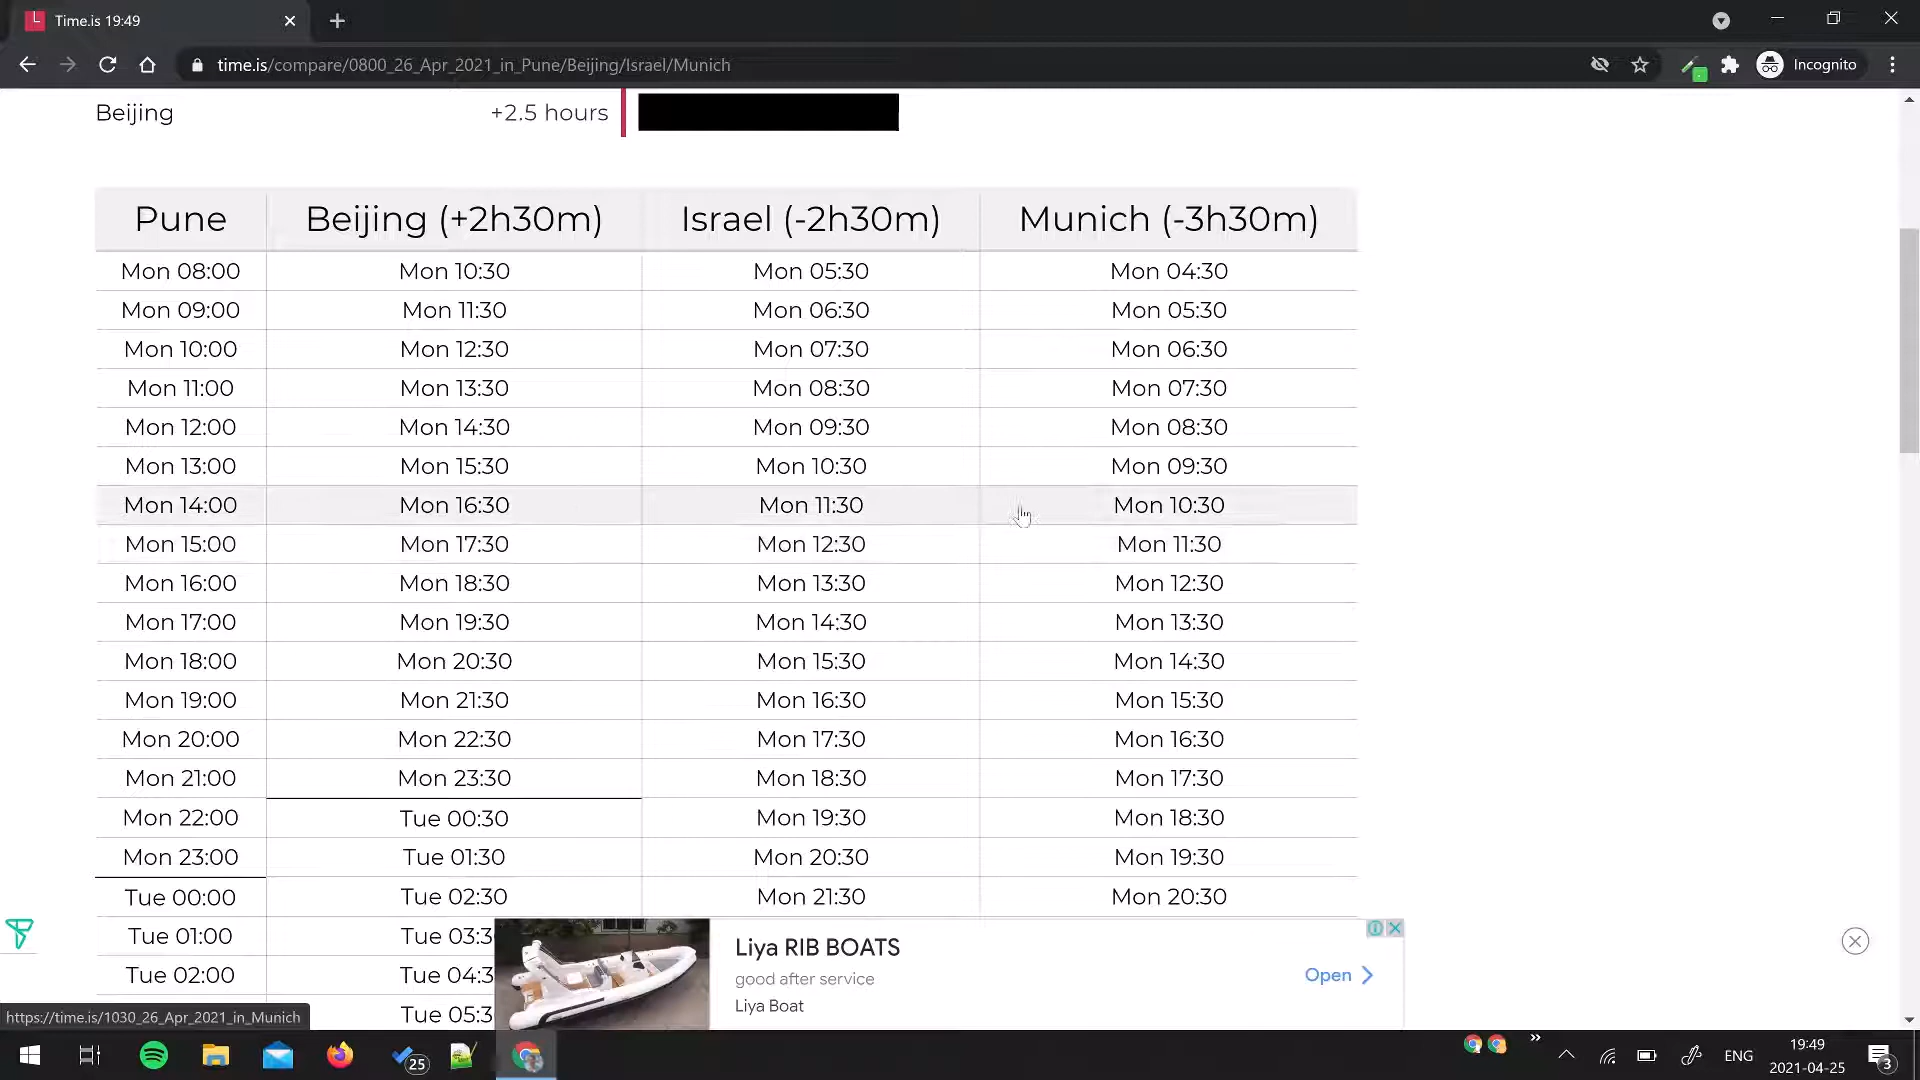 Time.is 19:49
time.is/compare/0800_26_Apr_2021_in_Pune/Beijing/Israel/Munich
Incognito
Beijing +2.5 hours
Pune Beijing (+2h30m) Israel (-2h30m) Munich (-3h30m)
Mon 08:00 Mon 10:30 Mon 05:30 Mon 04:30
Mon 09:00 Mon 11:30 Mon 06:30 Mon 05:30
Mon 10:00 Mon 12:30 Mon 07:30 Mon 06:30
Mon 11:00 Mon 13:30 Mon 08:30 Mon 07:30
Mon 12:00 Mon 14:30 Mon 09:30 Mon 08:30
Mon 13:00 Mon 15:30 Mon 10:30 Mon 09:30
Mon 14:00 Mon 16:30 Mon 11:30 Mon 10:30
Mon 15:00 Mon 17:30 Mon 12:30 Mon 11:30
Mon 16:00 Mon 18:30 Mon 13:30 Mon 12:30
Mon 17:00 Mon 19:30 Mon 14:30 Mon 13:30
Mon 18:00 Mon 20:30 Mon 15:30 Mon 14:30
Mon 19:00 Mon 21:30 Mon 16:30 Mon 15:30
Mon 20:00 Mon 22:30 Mon 17:30 Mon 16:30
Mon 21:00 Mon 23:30 Mon 18:30 Mon 17:30
Mon 22:00 Tue 00:30 Mon 19:30 Mon 18:30
Mon 23:00 Tue 01:30 Mon 20:30 Mon 19:30
Tue 00:00 Tue 02:30 Mon 21:30 Mon 20:30
Tue 01:00 Tue 03:3
Tue 02:00 Tue 04:3
Tue 05:3
Liya RIB BOATS
good after service
Liya Boat
Open
https://time.is/1030_26_Apr_2021_in_Munich
25
ENG
19:49
2021-04-25
3